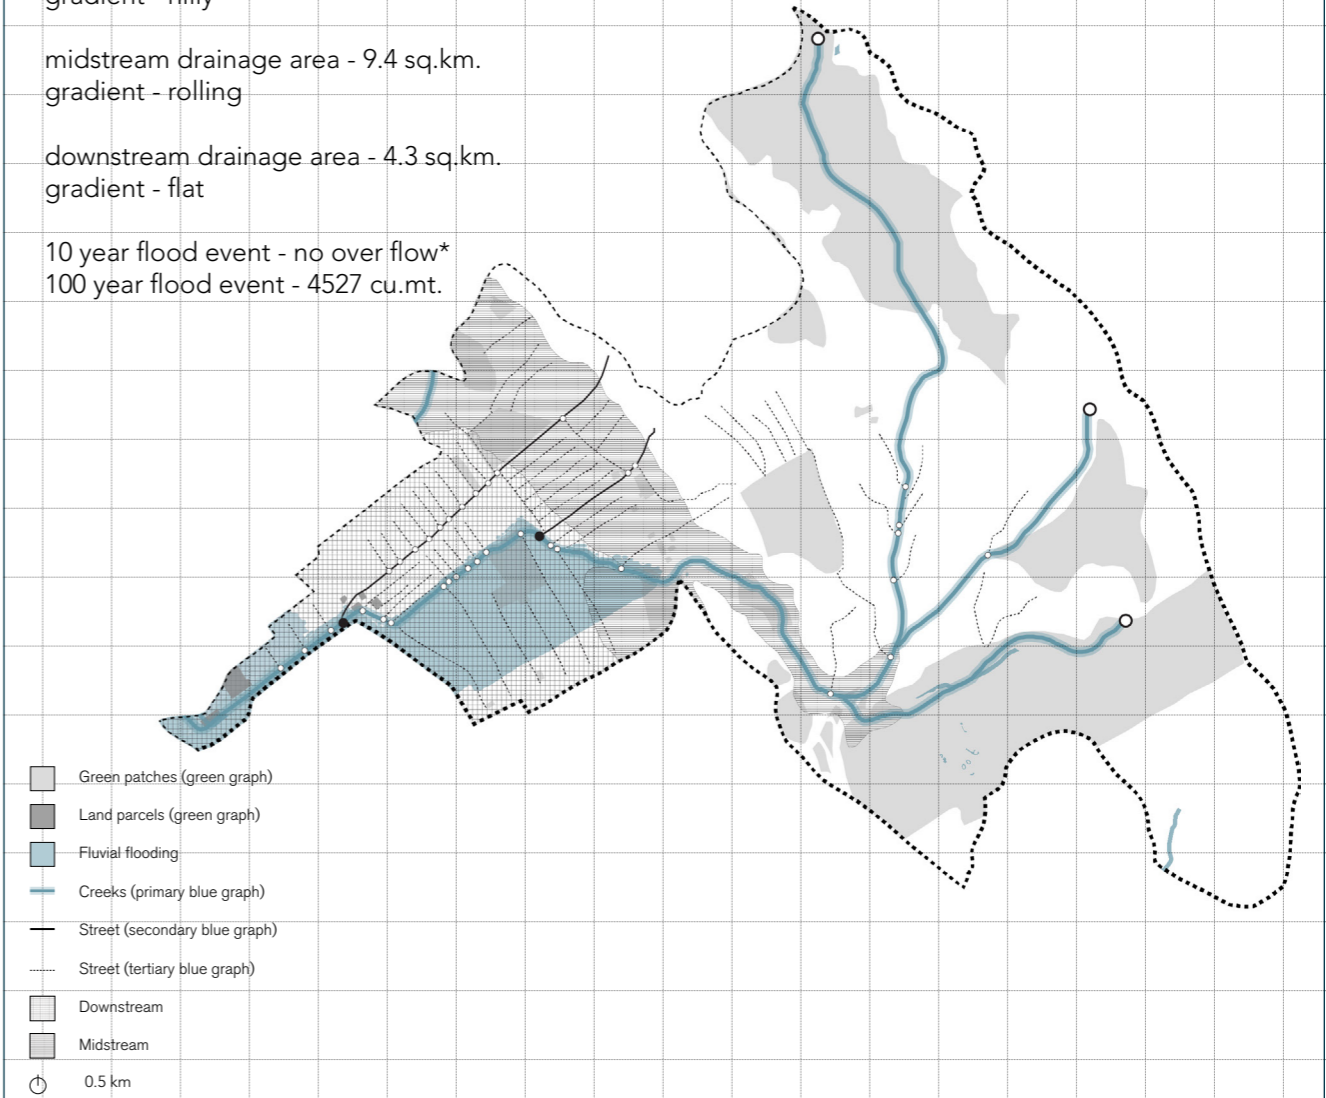 gradient - hilly
midstream drainage area - 9.4 sq.km.
gradient - rolling
downstream drainage area - 4.3 sq.km.
gradient - flat
10 year flood event - no over flow*
100 year flood event - 4527 cu.mt.
Green patches (green graph)
Land parcels (green graph)
Fluvial flooding
Creeks (primary blue graph)
Street (secondary blue graph)
Street (tertiary blue graph)
Downstream
Midstream
0.5 km